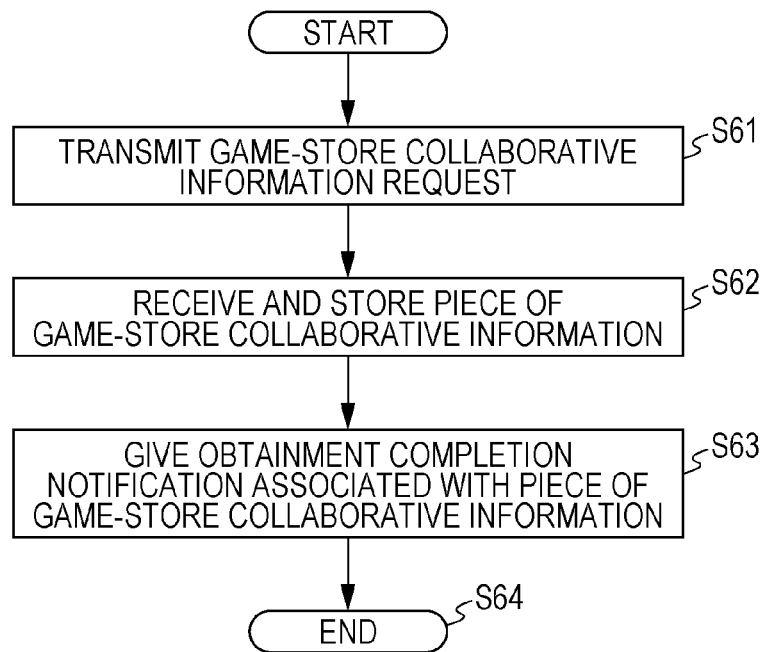 START
S61
TRANSMIT GAME-STORE COLLABORATIVE
INFORMATION REQUEST
S62
RECEIVE AND STORE PIECE OF
GAME-STORE COLLABORATIVE INFORMATION
S63
GIVE OBTAINMENT COMPLETION
NOTIFICATION ASSOCIATED WITH PIECE OF
GAME-STORE COLLABORATIVE INFORMATION
S64
END